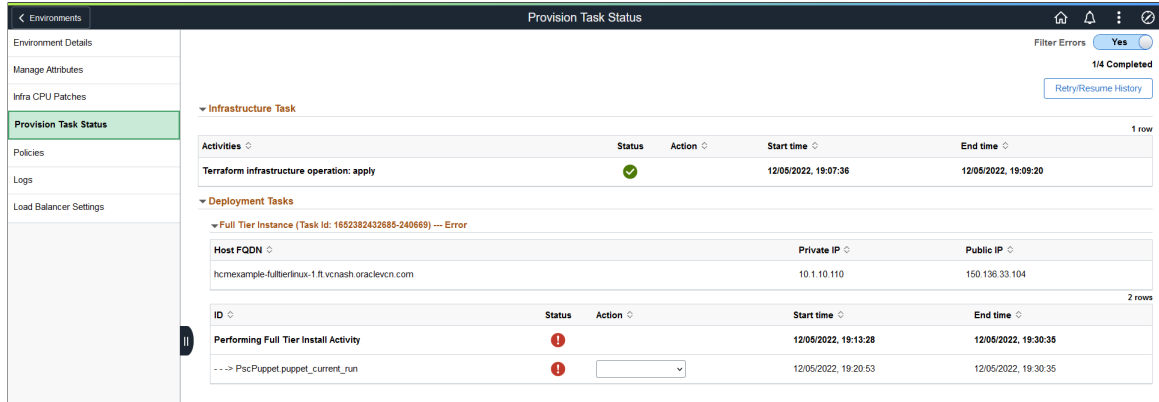 Environments
Provision Task Status
Environment Details
Manage Attributes
Infra CPU Patches
Provision Task Status
Policies
Logs
Load Balancer Settings
Filter Errors Yes
1/4 Completed
Retry/Resume History
Infrastructure Task
1 row
Activities Status Action Start time End time
Terraform infrastructure operation: apply 12/05/2022, 19:07:36 12/05/2022, 19:09:20
Deployment Tasks
Full Tier Instance (Task Id: 1652382432685-240669) --- Error
Host FQDN Private IP Public IP
hcmexample-fulltierlinux-1.ft.vcnash.oraclevcn.com 10.1.10.110 150.136.33.104
2 rows
ID Status Action Start time End time
Performing Full Tier Install Activity 12/05/2022, 19:13:28 12/05/2022, 19:30:35
- - -> PscPuppet.puppet_current_run 12/05/2022, 19:20:53 12/05/2022, 19:30:35